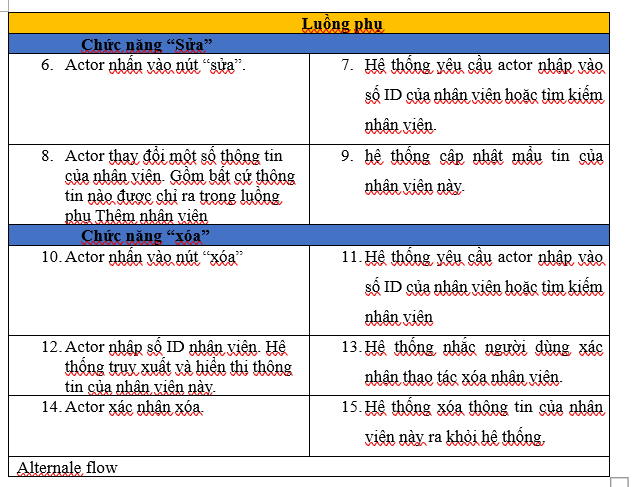 Luồng phụ
Chức năng “Sửa”
6. Actor nhấn vào nút “sửa”.
7. Hệ thống yêu cầu actor nhập vào
số ID của nhân viên hoặc tìm kiếm
nhân viên.
8. Actor thay đổi một số thông tin
của nhân viên. Gồm bất cứ thông
tin nào được chỉ ra trong luồng
phụ Thêm nhân viên
9. hệ thống cập nhật mẩu tin của
nhân viên này.
Chức năng “xóa”
10. Actor nhấn vào nút “xóa”
11. Hệ thống yêu cầu actor nhập vào
số ID của nhân viên hoặc tìm kiếm
nhân viên
12. Actor nhập số ID nhân viên. Hệ
thống truy xuất và hiển thị thông
tin của nhân viên này.
13. Hệ thống nhắc người dùng xác
nhận thao tác xóa nhân viên.
14. Actor xác nhận xóa.
15. Hệ thống xóa thông tin của nhân
viên này ra khỏi hệ thống.
Alternale flow